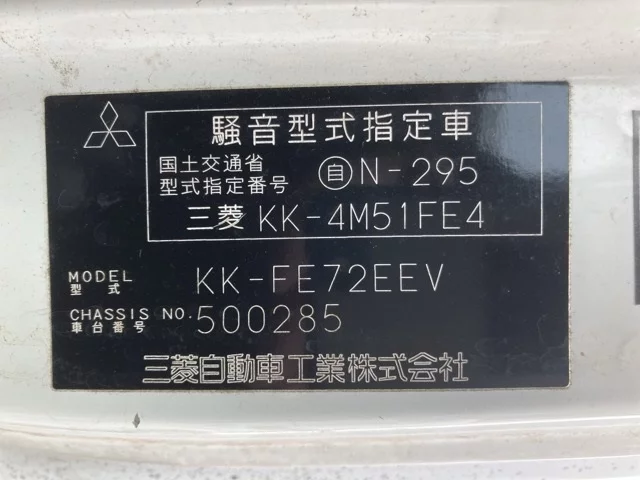 騒音型式指定車
国土交通省
型式指定番号 自 N-295
三菱 KK-4M51FE4
MODEL KK-FE72EEV
型式
CHASSIS NO. 500285
車台番号
三菱自動車工業株式会社